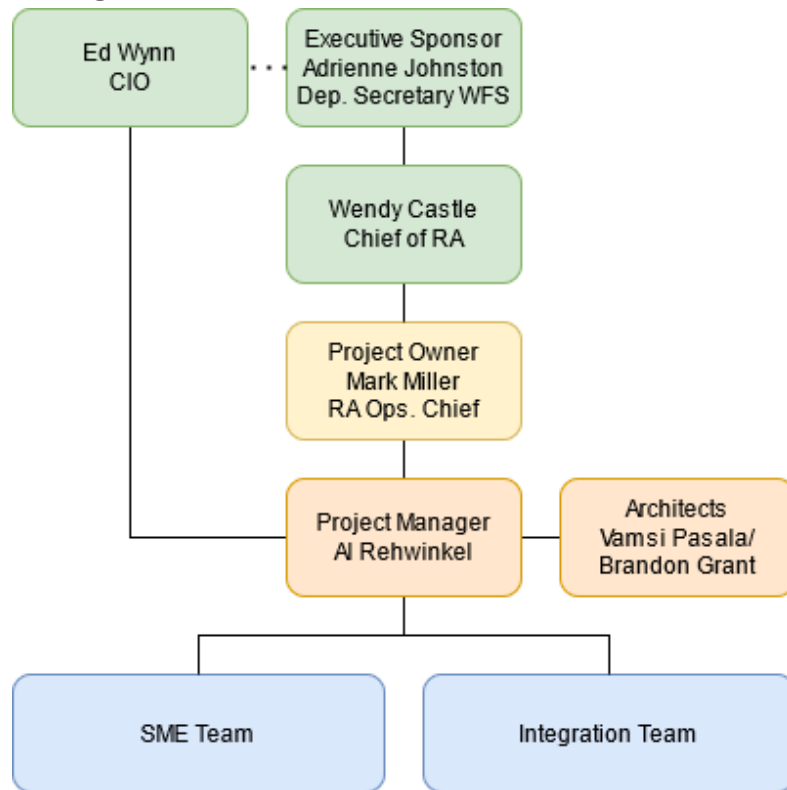 Ed Wynn
CIO
Executive Sponsor
Adrienne Johnston
Dep. Secretary WFS
Wendy Castle
Chief of RA
Project Owner
Mark Miller
RA Ops. Chief
Project Manager
Al Rehwinkel
Architects
Vamsi Pasala/
Brandon Grant
SME Team
Integration Team